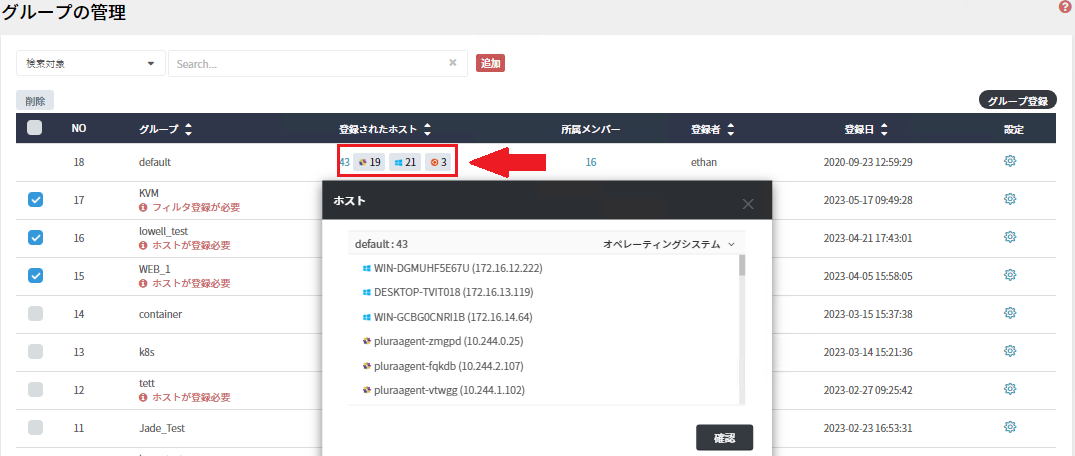 グループの管理
?
検索対象 Search... × 追加
削除 グループ登録
NO グループ 登録されたホスト 所属メンバー 登録者 登録日 設定
18 default 43 19 21 3 16 ethan 2020-09-23 12:59:29
17 KVM 2023-05-17 09:49:28
フィルタ登録が必要
16 lowell_test 2023-04-21 17:43:01
ホストが登録必要
15 WEB_1 2023-04-05 15:58:05
ホストが登録必要
14 container 2023-03-15 15:37:38
13 k8s 2023-03-14 15:21:36
12 tett 2023-02-27 09:25:42
ホストが登録必要
11 Jade_Test 2023-02-23 16:53:31
ホスト
default : 43 オペレーティングシステム
WIN-DGMUHF5E67U (172.16.12.222)
DESKTOP-TVIT018 (172.16.13.119)
WIN-GCBG0CNRI1B (172.16.14.64)
pluraagent-zmgpd (10.244.0.25)
pluraagent-fqkdb (10.244.2.107)
pluraagent-vtwgg (10.244.1.102)
確認